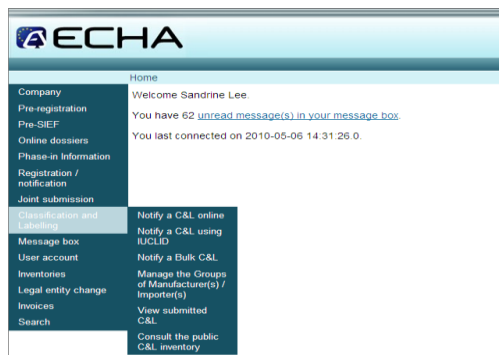 ECHA
Home
Welcome Sandrine Lee.
You have 62 unread message(s) in your message box.
You last connected on 2010-05-06 14:31:26.0.
Company
Pre-registration
Pre-SIEF
Online dossiers
Phase-in Information
Registration /
notification
Joint submission
Classification and
Labelling
Message box
User account
Inventories
Legal entity change
Invoices
Search
Notify a C&L online
Notify a C&L using
IUCLID
Notify a Bulk C&L
Manage the Groups
of Manufacturer(s) /
Importer(s)
View submitted
C&L
Consult the public
C&L inventory